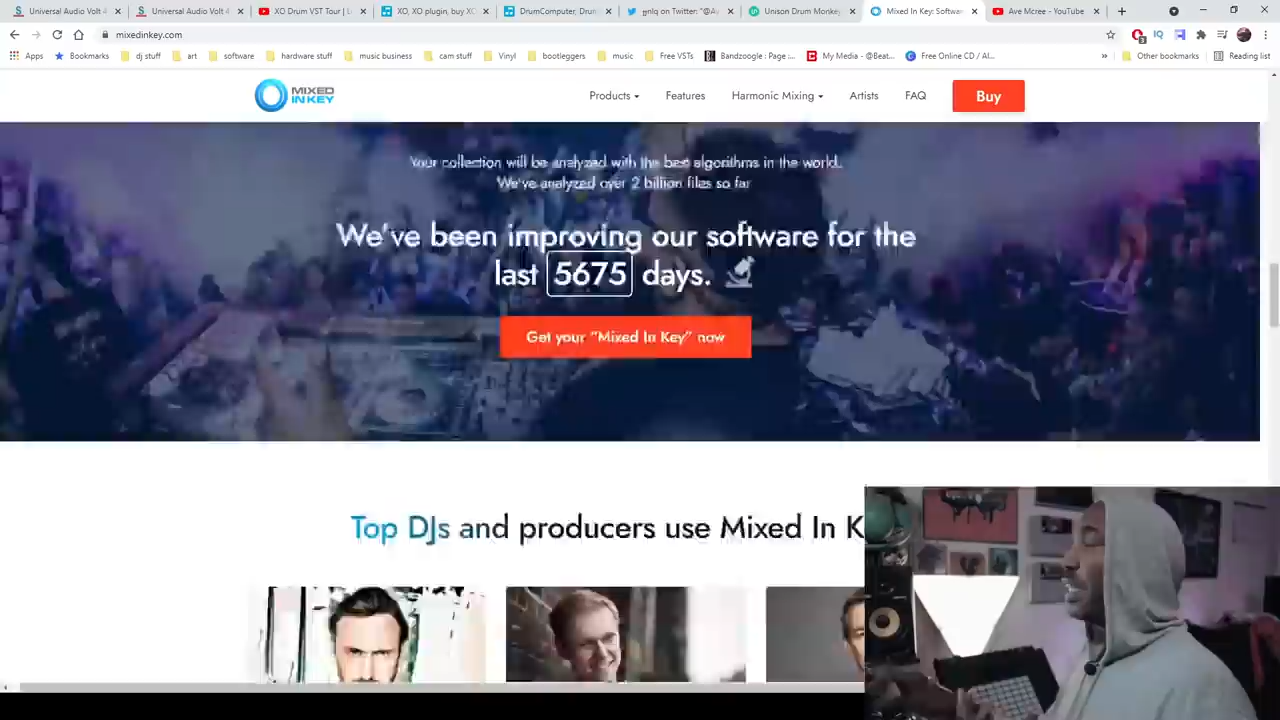 Universal Audio Volt 4
Universal Audio Volt 4
XO Drum VST Tour | L
XO, XO plugin, buy XO
DrumComputer, Drum
on Twitter: "@Av
Unison Drum Monkey
Mixed In Key: Softwar
Ave Mcree - YouTube
mixedinkey.com
Apps
Bookmarks
dj stuff
art
software
hardware stuff
music business
cam stuff
Vinyl
bootleggers
music
Free VSTs
Bandzoogle : Page :...
My Media - @Beat...
Free Online CD / Al...
Other bookmarks
Reading list
MIXED
IN KEY
Products
Features
Harmonic Mixing
Artists
FAQ
Buy
Your collection will be analyzed with the best algorithms in the world.
We've analyzed over 2 billion files so far
We've been improving our software for the
last 5675 days.
Get your "Mixed In Key" now
Top DJs and producers use Mixed In K